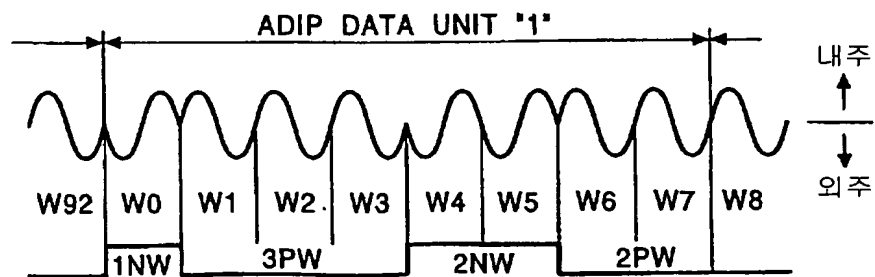 ADIP DATA UNIT "1"
내주
외주
W92 W0 W1 W2 W3 W4 W5 W6 W7 W8
1NW 3PW 2NW 2PW